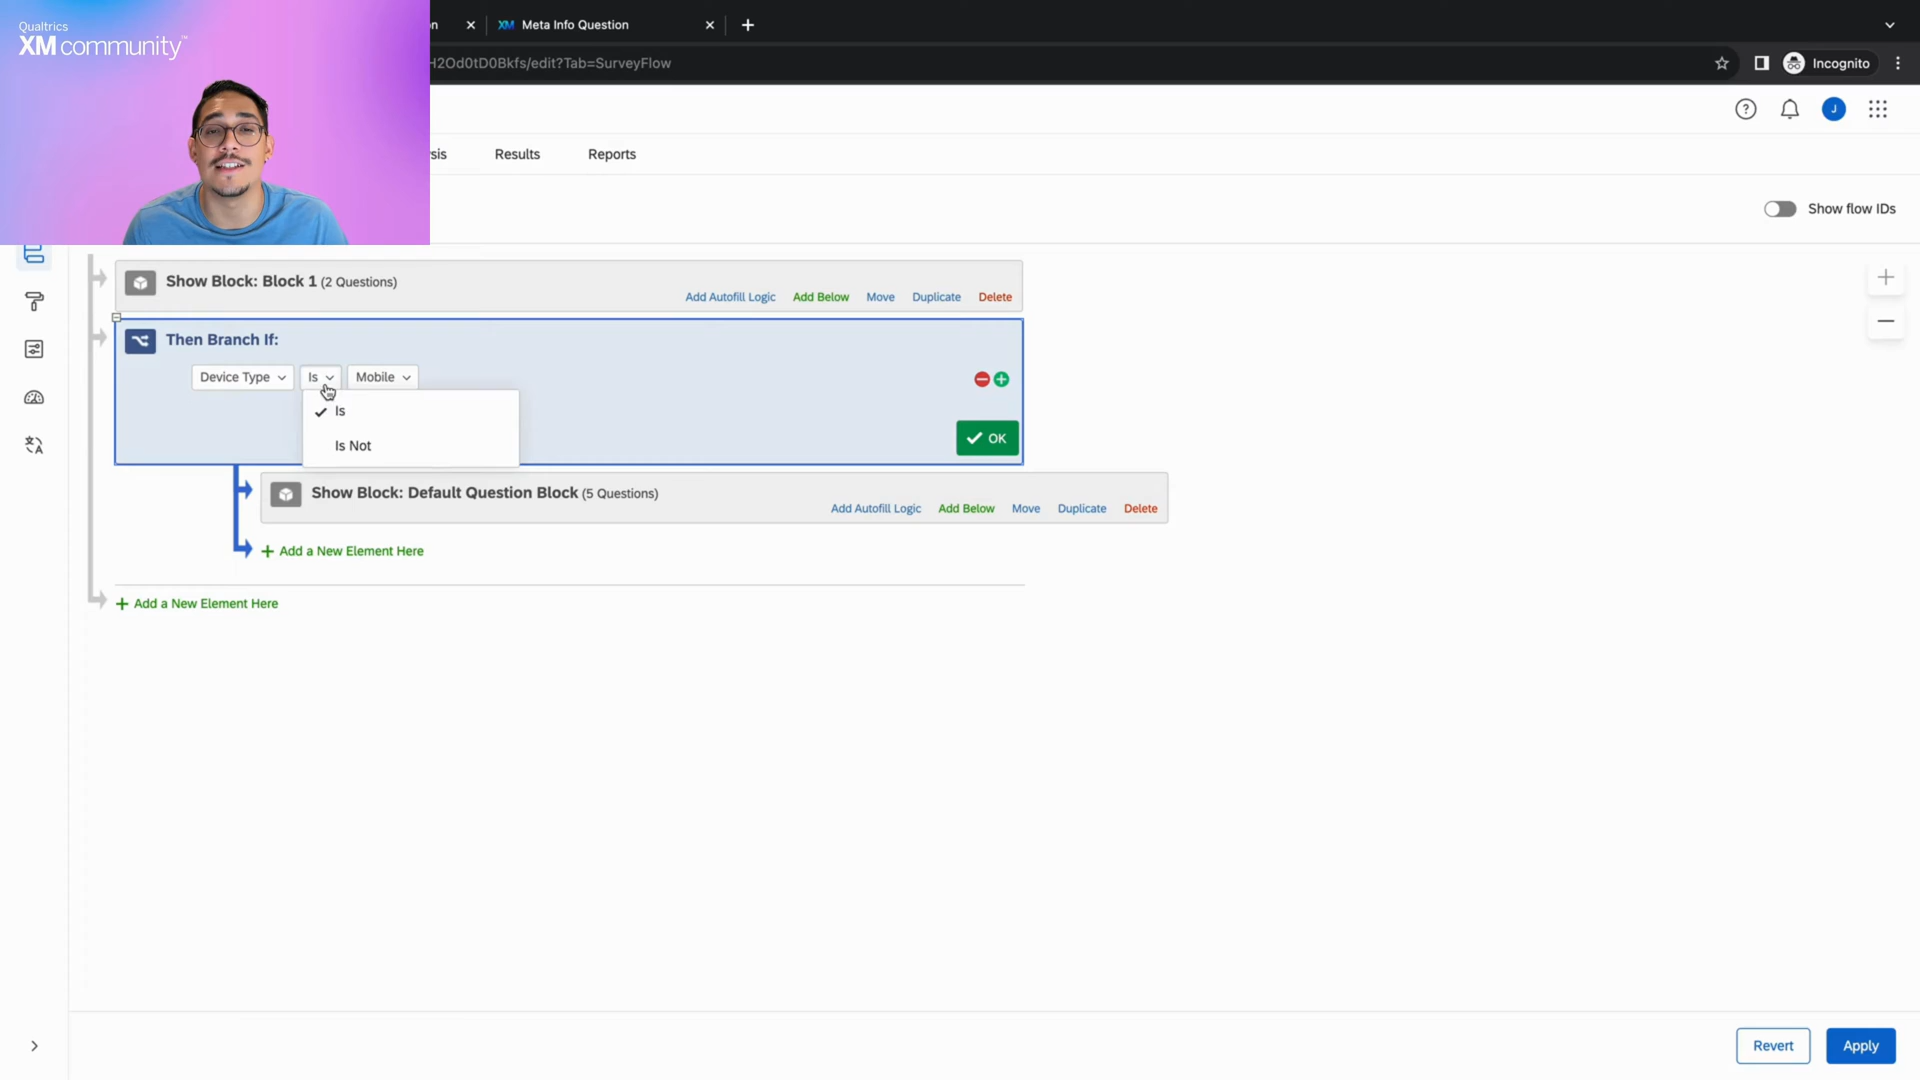 Qualtrics
XM community™
n
XM Meta Info Question
H2Od0tD0Bkfs/edit?Tab=SurveyFlow
Incognito
J
sis Results Reports
Show flow IDs
Show Block: Block 1 (2 Questions)
Add Autofill Logic Add Below Move Duplicate Delete
Then Branch If:
Device Type Is Mobile
Is
Is Not
OK
Show Block: Default Question Block (5 Questions)
Add Autofill Logic Add Below Move Duplicate Delete
Add a New Element Here
Add a New Element Here
Revert Apply